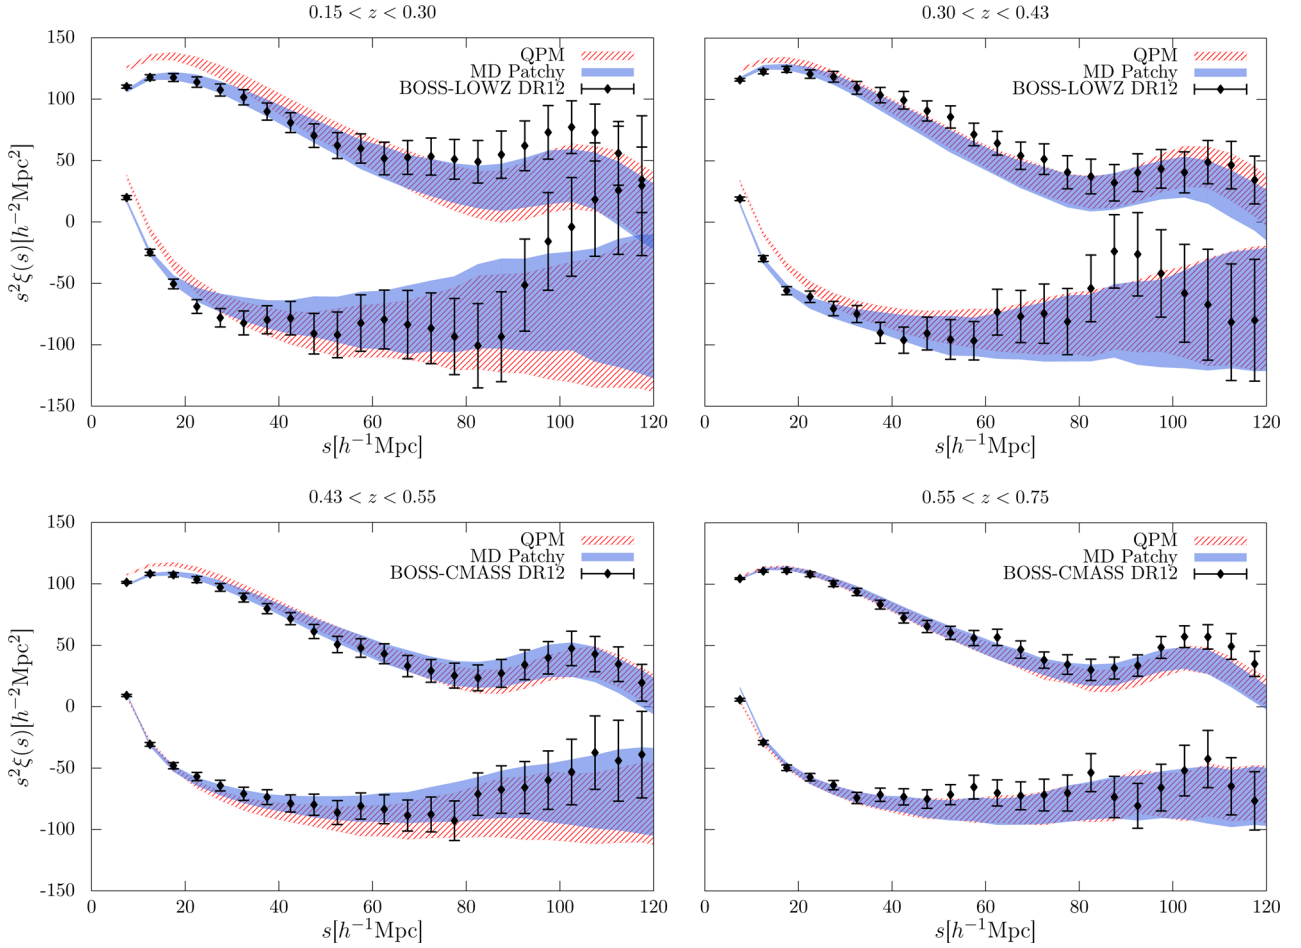 0.15 < z < 0.30
0.30 < z < 0.43
150
100
50
0
-50
-100
-150
s²ξ(s)[h⁻²Mpc²]
QPM
MD Patchy
BOSS-LOWZ DR12
QPM
MD Patchy
BOSS-LOWZ DR12
0 20 40 60 80 100 120
0 20 40 60 80 100 120
s[h⁻¹Mpc]
s[h⁻¹Mpc]
0.43 < z < 0.55
0.55 < z < 0.75
150
100
50
0
-50
-100
-150
s²ξ(s)[h⁻²Mpc²]
QPM
MD Patchy
BOSS-CMASS DR12
QPM
MD Patchy
BOSS-CMASS DR12
0 20 40 60 80 100 120
0 20 40 60 80 100 120
s[h⁻¹Mpc]
s[h⁻¹Mpc]